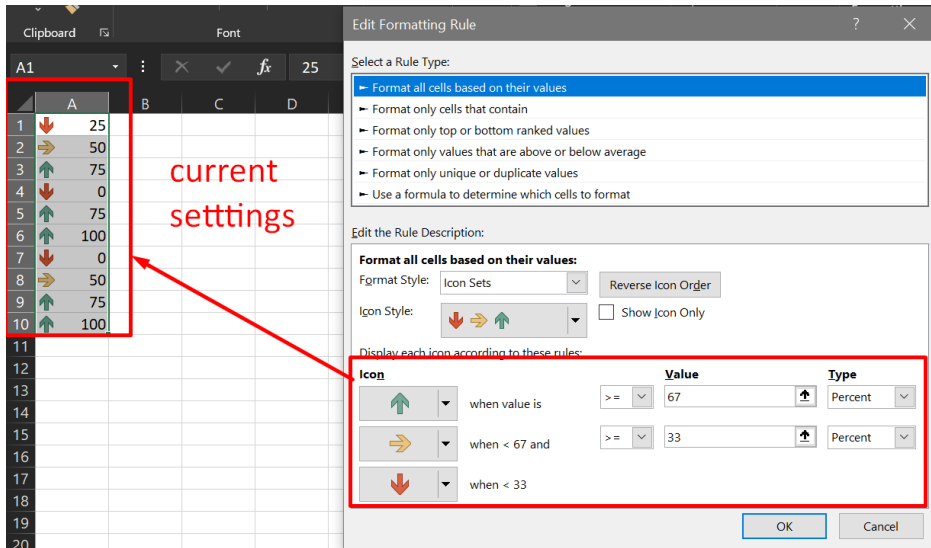 Clipboard Font
Edit Formatting Rule ? ×
A1 fx 25
Select a Rule Type:
► Format all cells based on their values
► Format only cells that contain
► Format only top or bottom ranked values
► Format only values that are above or below average
► Format only unique or duplicate values
► Use a formula to determine which cells to format
A B C D
1 25
2 50
3 75
4 0
5 75
6 100
7 0
8 50
9 75
10 100
11
12
13
14
15
16
17
18
19
20
current
setttings
Edit the Rule Description:
Format all cells based on their values:
Format Style: Icon Sets Reverse Icon Order
Icon Style: Show Icon Only
Display each icon according to these rules:
Icon Value Type
when value is >= 67 Percent
when < 67 and >= 33 Percent
when < 33
OK Cancel